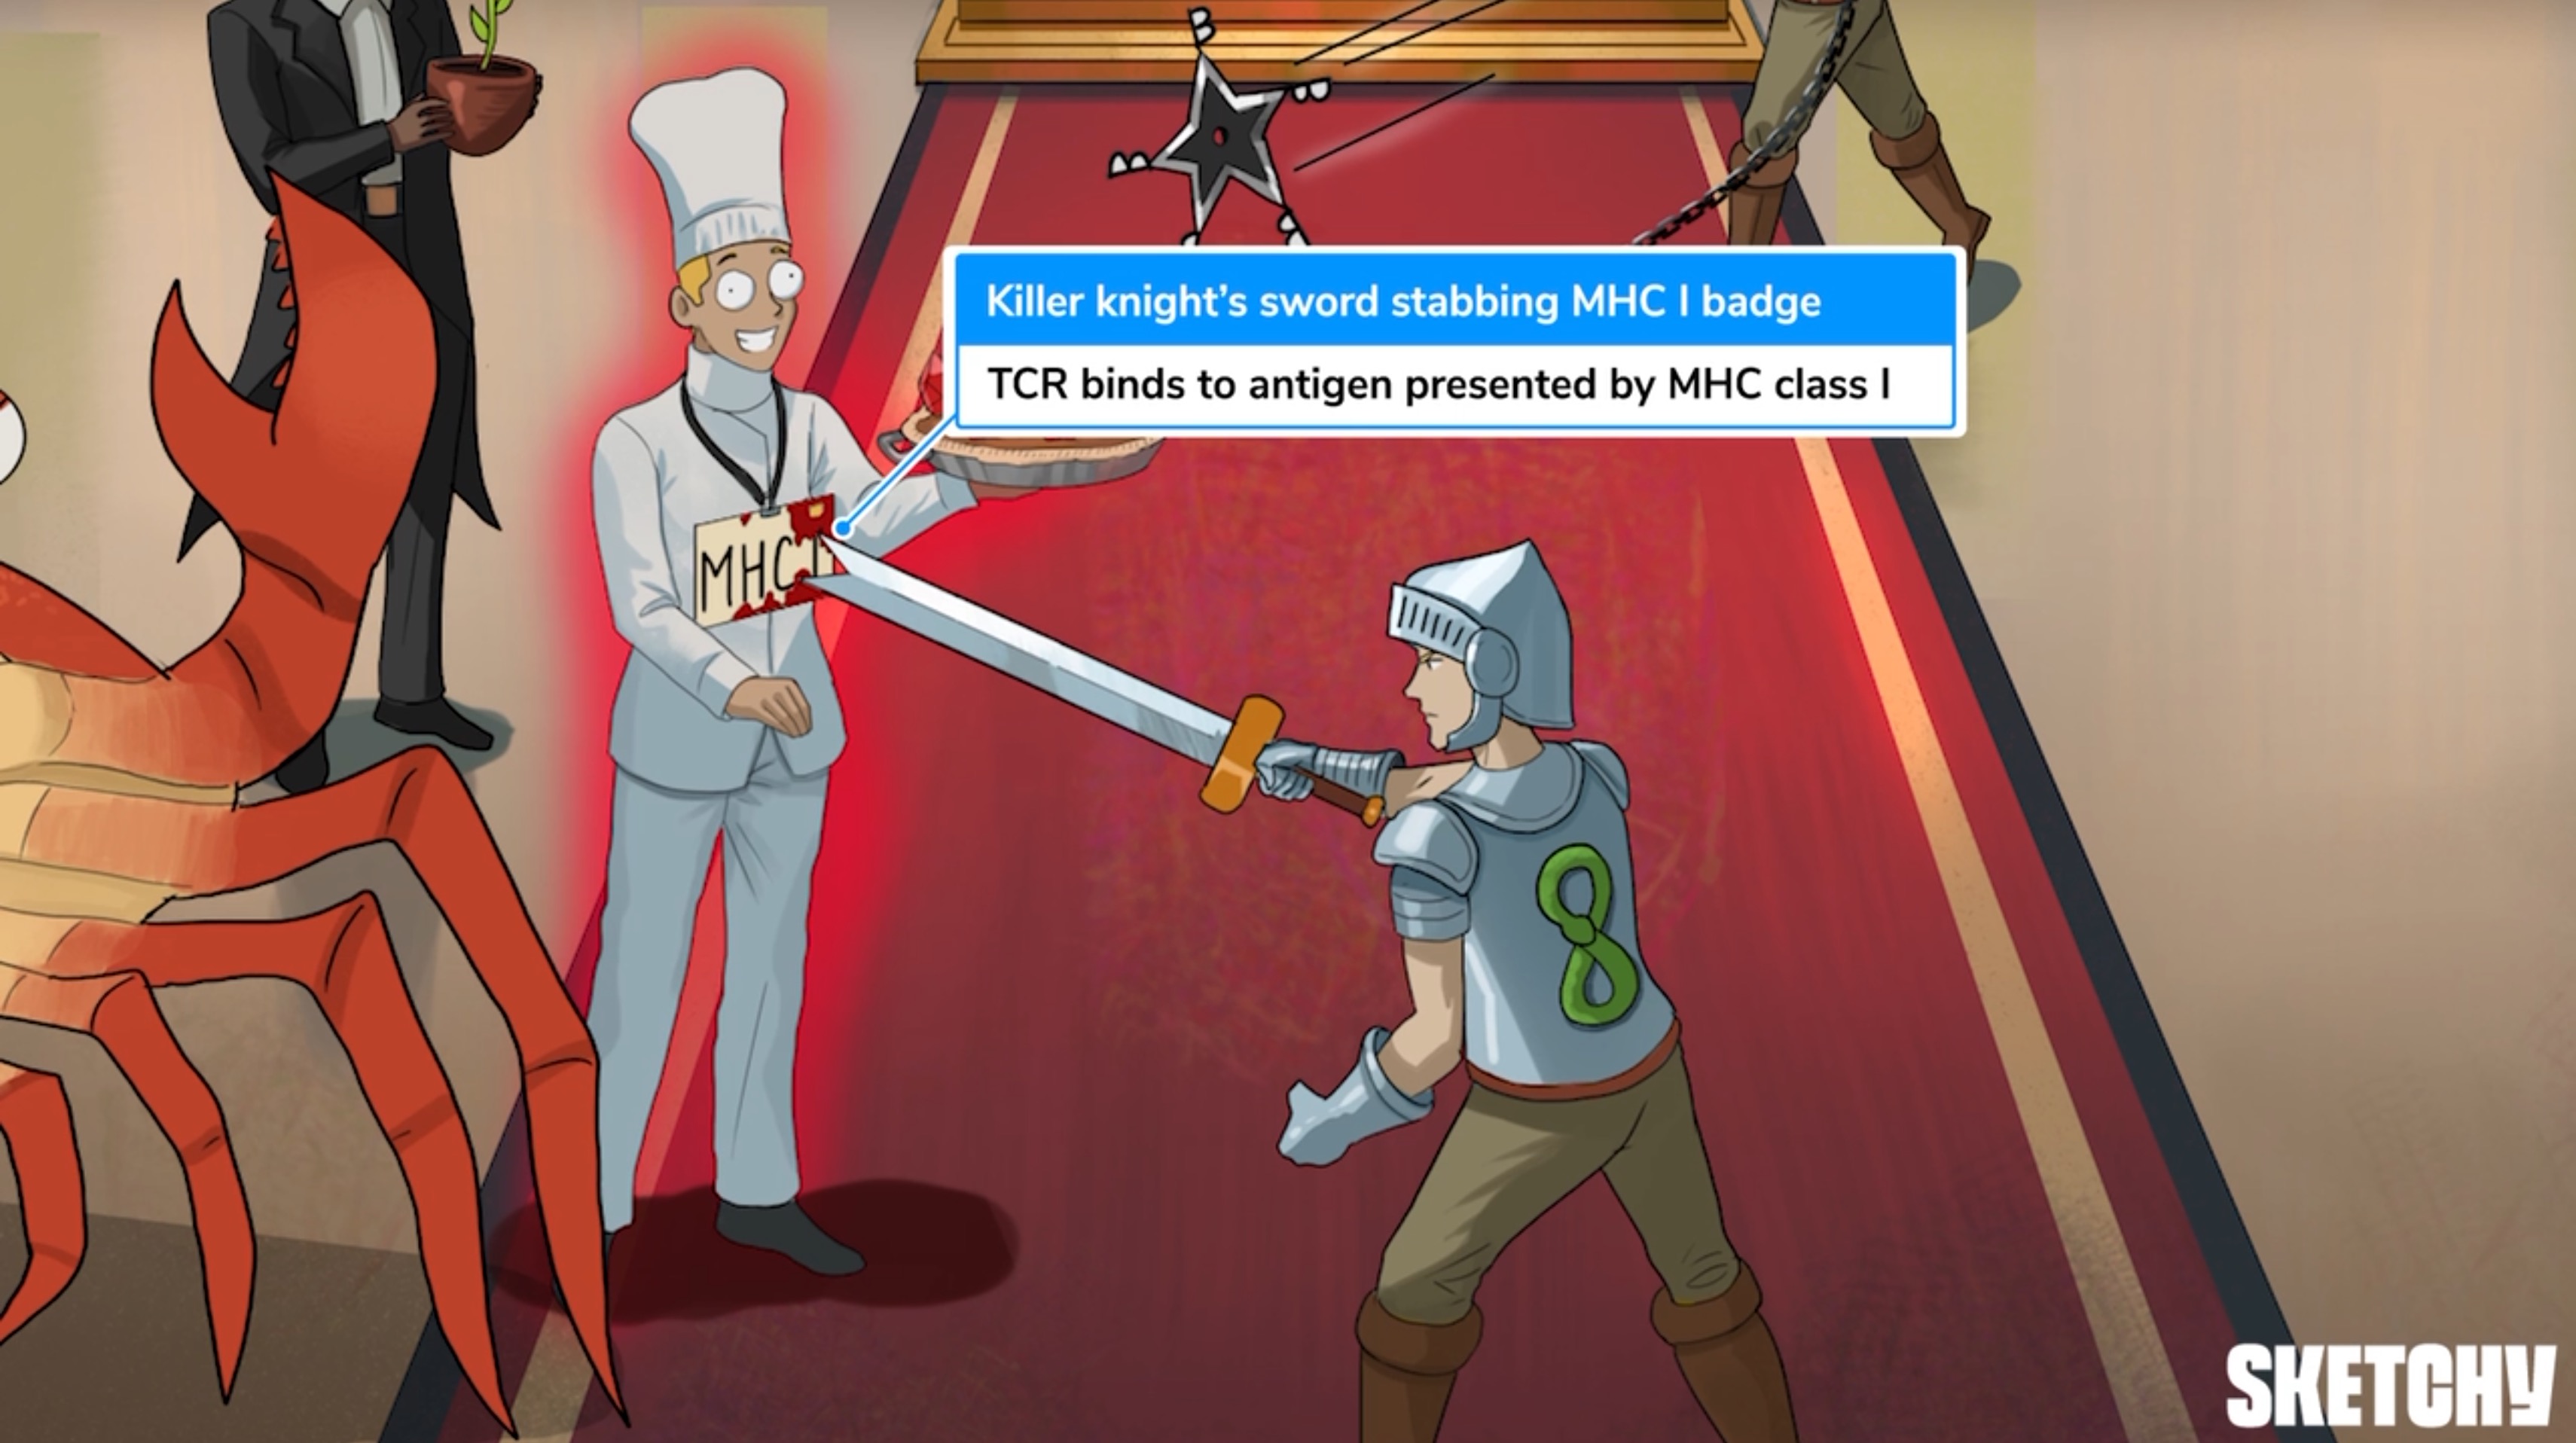 B
Killer knight's sword stabbing MHC I badge
TCR binds to antigen presented by MHC class I
MHC I
8
SKETCHY